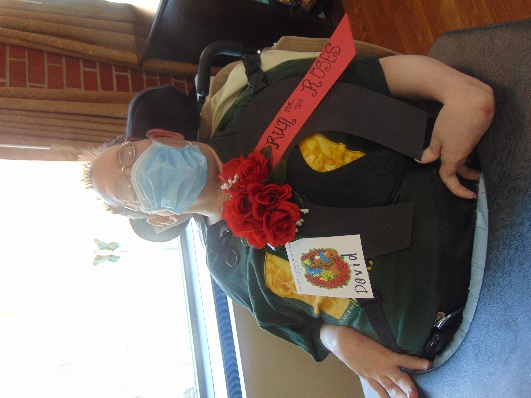 RUN FOR THE ROSES
David